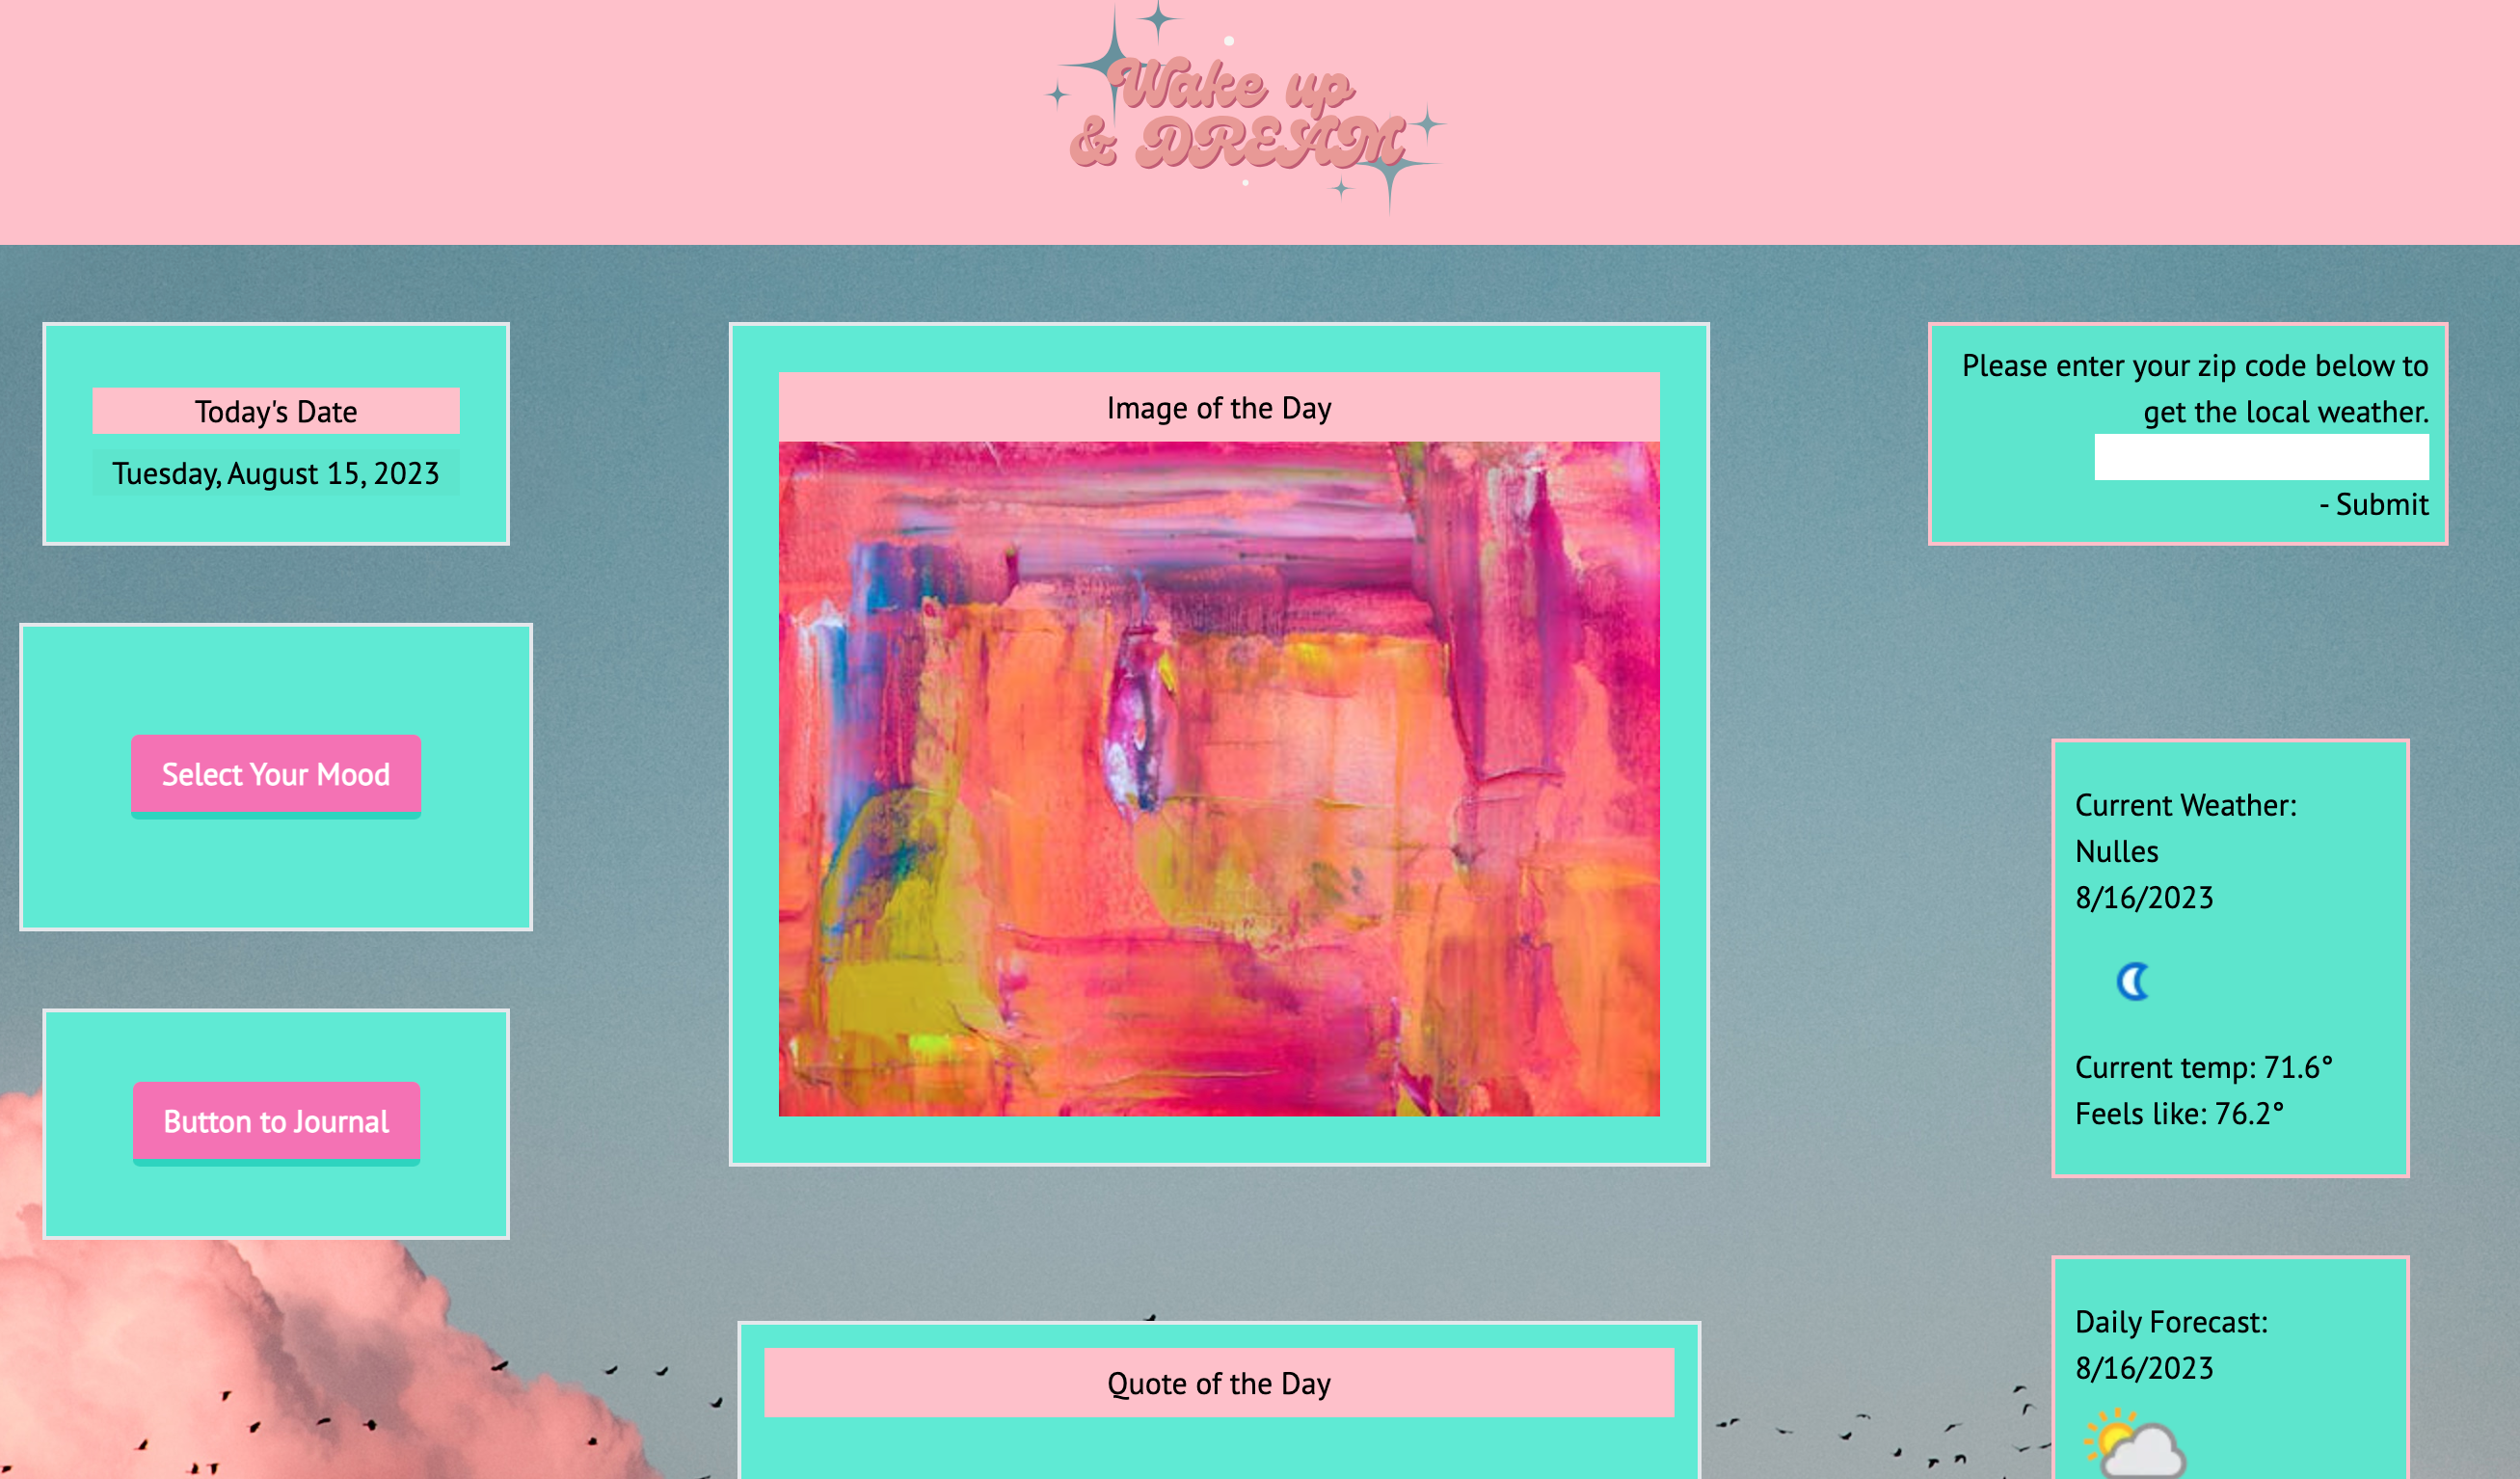 Wake up
& DREAM
Today's Date
Tuesday, August 15, 2023
Select Your Mood
Button to Journal
Image of the Day
Quote of the Day
Please enter your zip code below to
get the local weather.
- Submit
Current Weather:
Nulles
8/16/2023
Current temp: 71.6°
Feels like: 76.2°
Daily Forecast:
8/16/2023